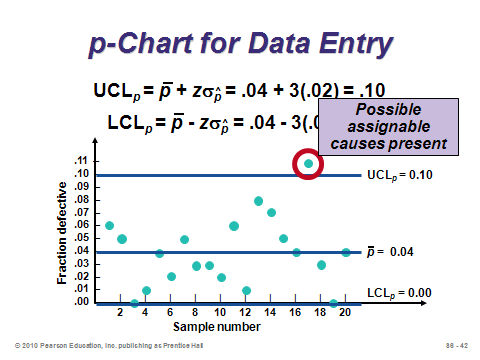 p-Chart for Data Entry
UCLp = p̅ + zσp̂ = .04 + 3(.02) = .10
LCLp = p̅ - zσp̂ = .04 - 3(.0
Possible
assignable
causes present
.11
.10
.09
.08
.07
.06
.05
.04
.03
.02
.01
.00
Fraction defective
UCLp = 0.10
p̅ = 0.04
LCLp = 0.00
2 4 6 8 10 12 14 16 18 20
Sample number
© 2010 Pearson Education, Inc. publishing as Prentice Hall
S6 - 42